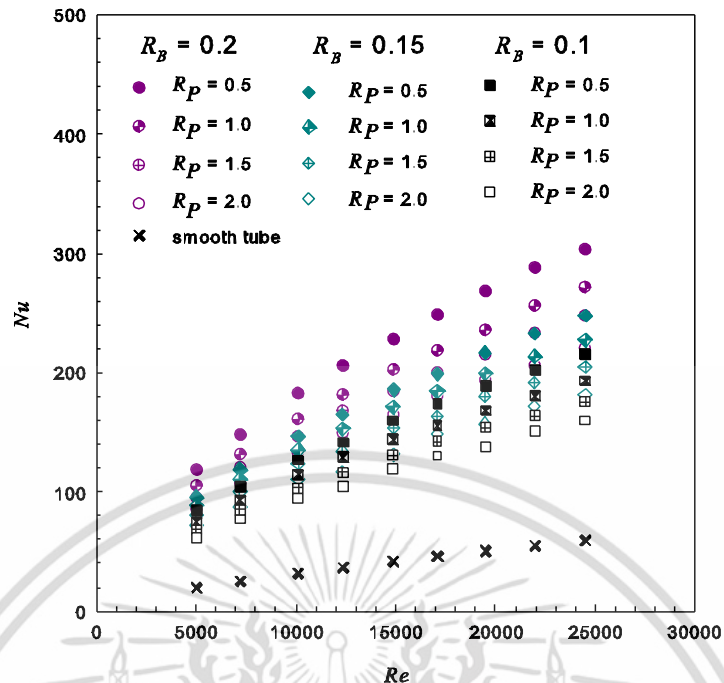 500
400
300
200
100
0
Nu
R_B = 0.2
R_P = 0.5
R_P = 1.0
R_P = 1.5
R_P = 2.0
smooth tube
R_B = 0.15
R_P = 0.5
R_P = 1.0
R_P = 1.5
R_P = 2.0
R_B = 0.1
R_P = 0.5
R_P = 1.0
R_P = 1.5
R_P = 2.0
0 5000 10000 15000 20000 25000 30000
Re